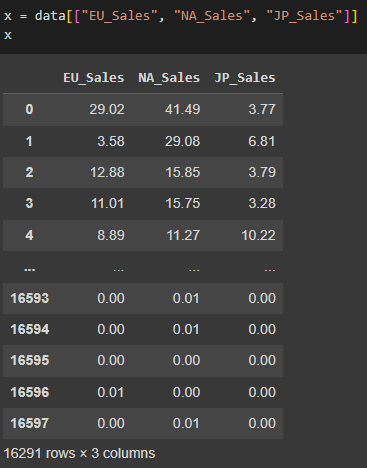 x = data[["EU_Sales", "NA_Sales", "JP_Sales"]]
x
EU_Sales NA_Sales JP_Sales
0 29.02 41.49 3.77
1 3.58 29.08 6.81
2 12.88 15.85 3.79
3 11.01 15.75 3.28
4 8.89 11.27 10.22
... ... ... ...
16593 0.00 0.01 0.00
16594 0.00 0.01 0.00
16595 0.00 0.00 0.00
16596 0.01 0.00 0.00
16597 0.00 0.01 0.00
16291 rows × 3 columns